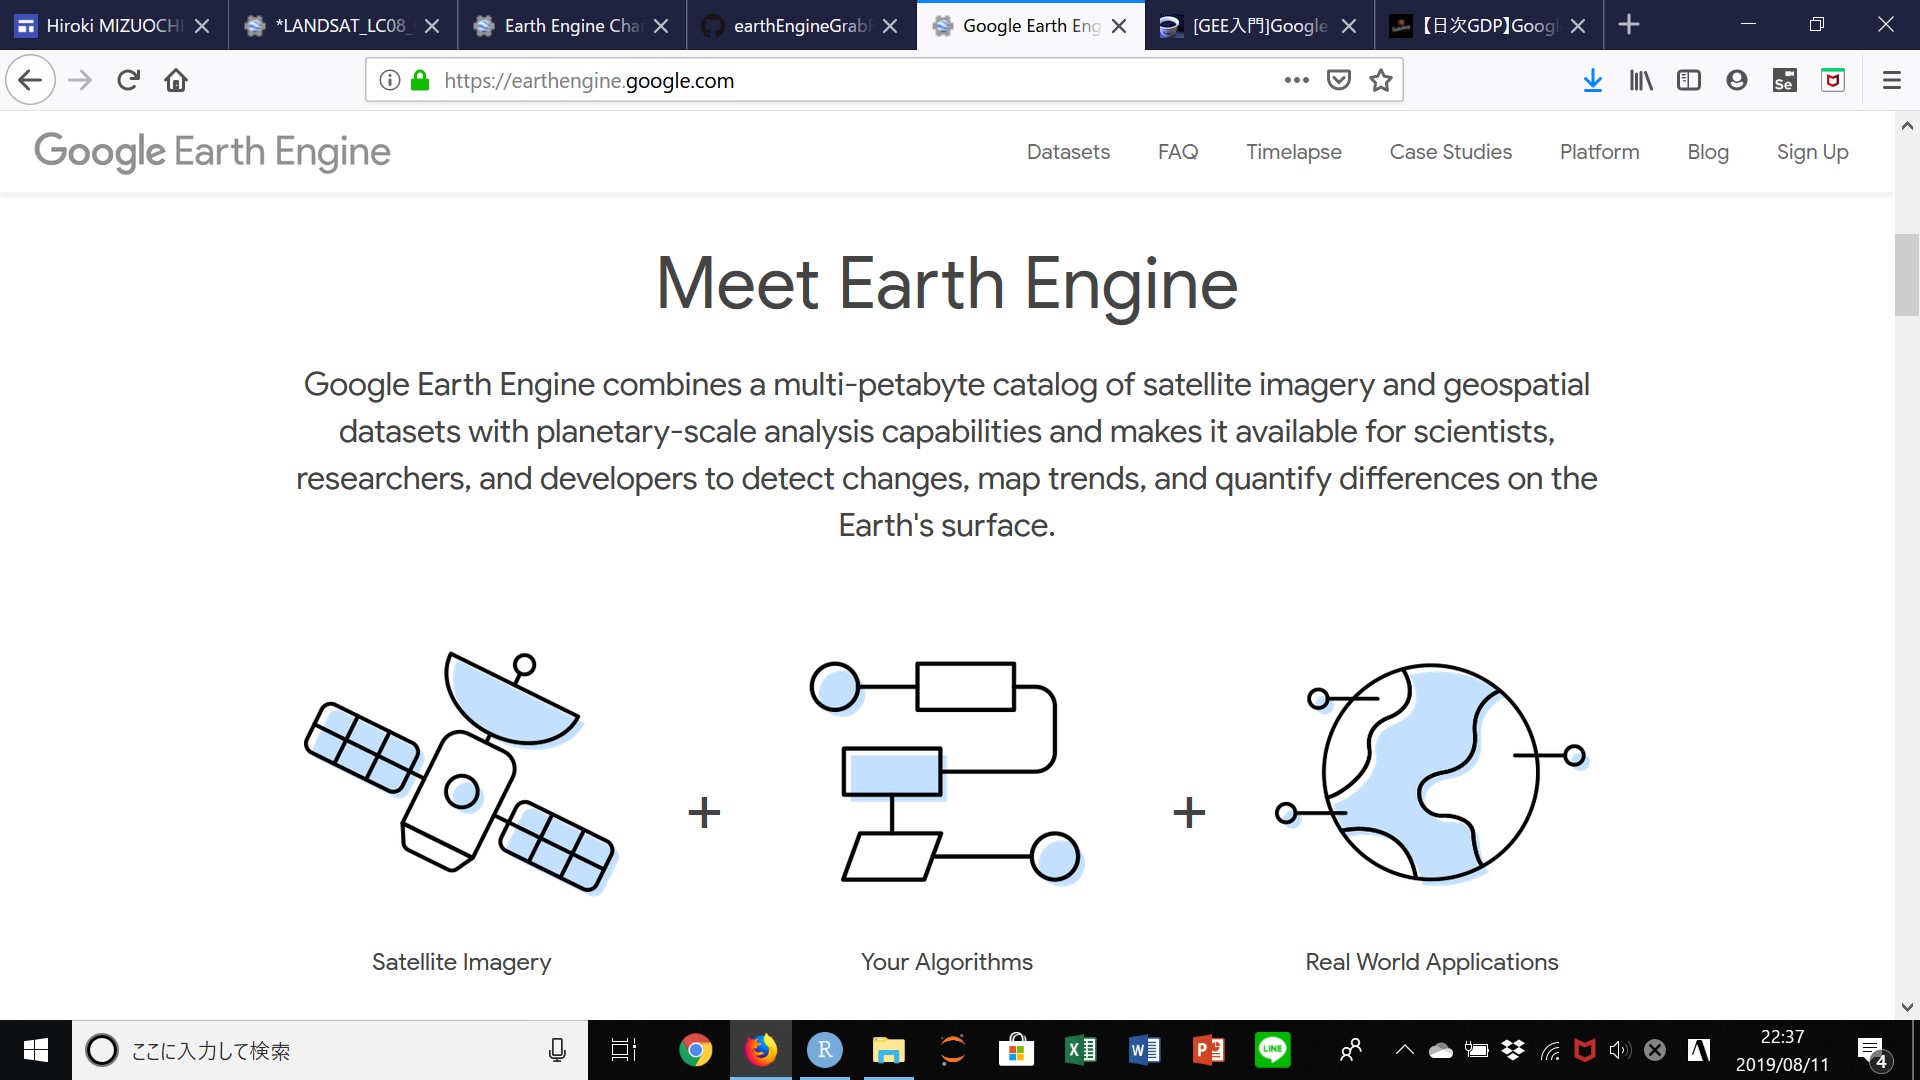 Hiroki MIZUOCHI
*LANDSAT_LC08_
Earth Engine Cha
earthEngineGrab
Google Earth Eng
[GEE入門]Google
【日次GDP】Googl
https://earthengine.google.com
Se
Google Earth Engine
Datasets
FAQ
Timelapse
Case Studies
Platform
Blog
Sign Up
Meet Earth Engine
Google Earth Engine combines a multi-petabyte catalog of satellite imagery and geospatial
datasets with planetary-scale analysis capabilities and makes it available for scientists,
researchers, and developers to detect changes, map trends, and quantify differences on the
Earth's surface.
+
+
Satellite Imagery
Your Algorithms
Real World Applications
ここに入力して検索
R
LINE
A
22:37
2019/08/11
4